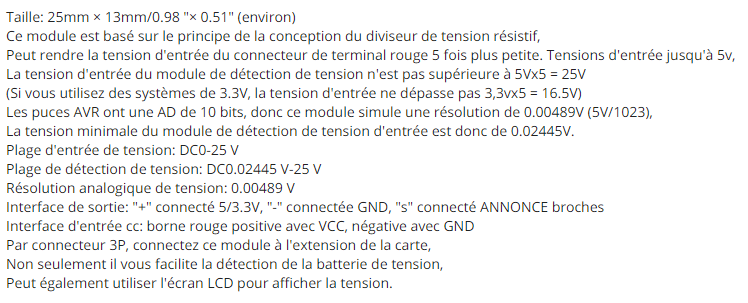 Taille: 25mm × 13mm/0.98 "× 0.51" (environ)
Ce module est basé sur le principe de la conception du diviseur de tension résistif,
Peut rendre la tension d'entrée du connecteur de terminal rouge 5 fois plus petite. Tensions d'entrée jusqu'à 5v,
La tension d'entrée du module de détection de tension n'est pas supérieure à 5Vx5 = 25V
(Si vous utilisez des systèmes de 3.3V, la tension d'entrée ne dépasse pas 3,3vx5 = 16.5V)
Les puces AVR ont une AD de 10 bits, donc ce module simule une résolution de 0.00489V (5V/1023),
La tension minimale du module de détection de tension d'entrée est donc de 0.02445V.
Plage d'entrée de tension: DC0-25 V
Plage de détection de tension: DC0.02445 V-25 V
Résolution analogique de tension: 0.00489 V
Interface de sortie: "+" connecté 5/3.3V, "-" connectée GND, "s" connecté ANNONCE broches
Interface d'entrée cc: borne rouge positive avec VCC, négative avec GND
Par connecteur 3P, connectez ce module à l'extension de la carte,
Non seulement il vous facilite la détection de la batterie de tension,
Peut également utiliser l'écran LCD pour afficher la tension.